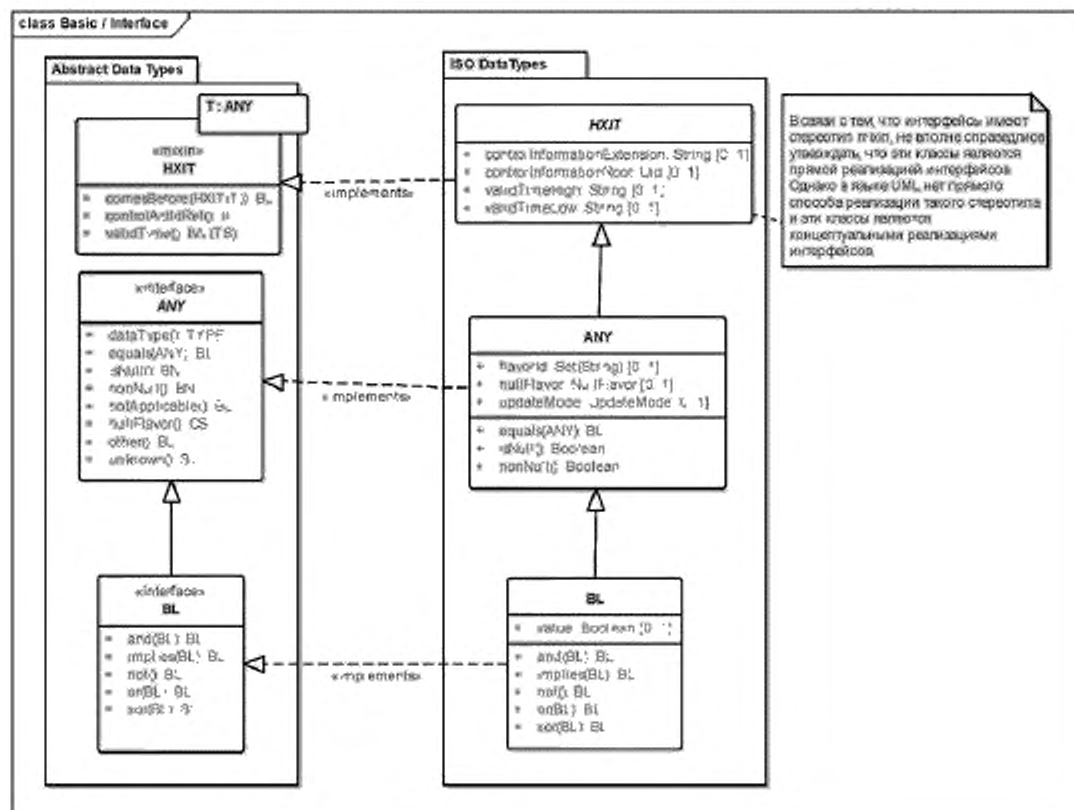 class Basic / Interface
Abstract Data Types
T: ANY
«mixin»
HXIT
+ comesBefore(HXIT(T)) BL
+ validTime() IVL(TS)
«interface»
ANY
+ dataType() TYPE
+ equals(ANY) BL
+ isNull() BN
+ nonNull() BN
+ notApplicable() BL
+ nullFlavor() CS
+ other() BL
+ unknown() BL
«interface»
BL
+ and(BL) BL
+ implies(BL) BL
+ not() BL
+ or(BL) BL
+ xor(BL) BL
«implements»
«implements»
«implements»
ISO DataTypes
HXIT
+ controlInformationExtension String [0..1]
+ controlInformationRoot Uid [0..1]
+ validTimeHigh String [0..1]
+ validTimeLow String [0..1]
ANY
+ flavorId Set(String) [0..1]
+ nullFlavor NullFlavor [0..1]
+ updateMode UpdateMode [0..1]
+ equals(ANY) BL
+ isNull() Boolean
+ nonNull() Boolean
BL
+ value Boolean [0..1]
+ and(BL) BL
+ implies(BL) BL
+ not() BL
+ or(BL) BL
+ xor(BL) BL
В связи с тем, что интерфейсы имеют
стереотип mixin, не вполне справедливо
утверждать, что эти классы являются
прямой реализацией интерфейсов
Однако в языке UML нет прямого
способа реализации такого стереотипа
и эти классы являются
концептуальными реализациями
интерфейсов